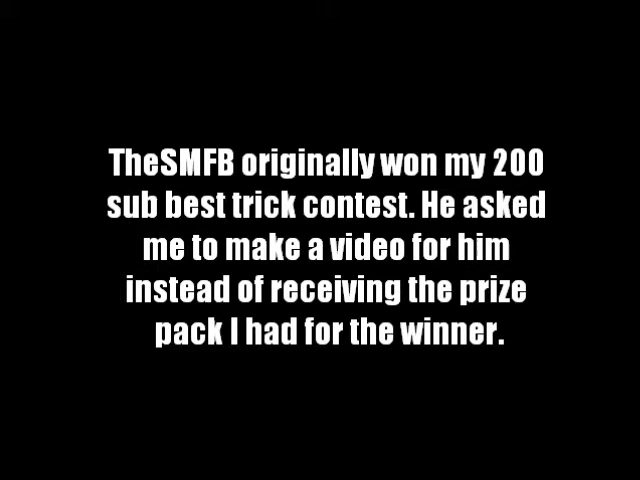 TheSMFB originally won my 200
sub best trick contest. He asked
me to make a video for him
instead of receiving the prize
pack I had for the winner.